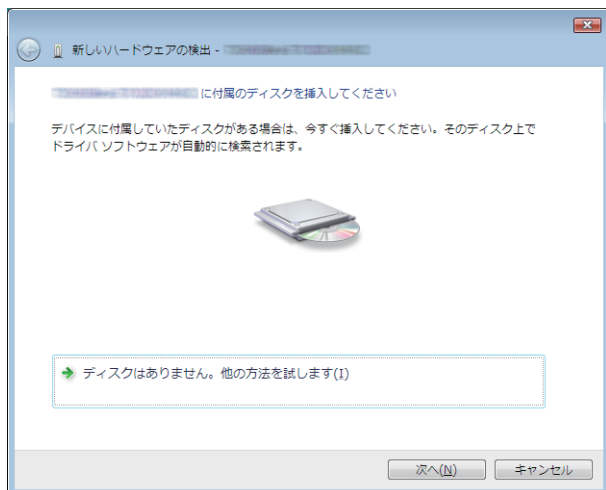 新しいハードウェアの検出 -
に付属のディスクを挿入してください
デバイスに付属していたディスクがある場合は、今すぐ挿入してください。そのディスク上で
ドライバ ソフトウェアが自動的に検索されます。
ディスクはありません。他の方法を試します(I)
次へ(N)
キャンセル